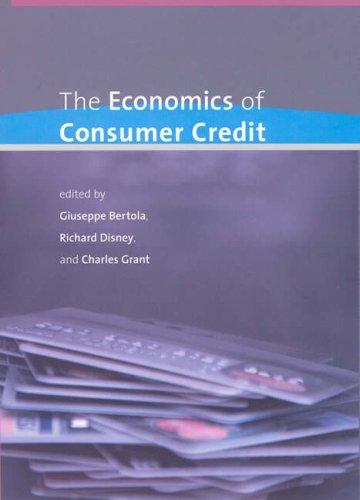 The Economics of
Consumer Credit
edited by
Giuseppe Bertola,
Richard Disney,
and Charles Grant